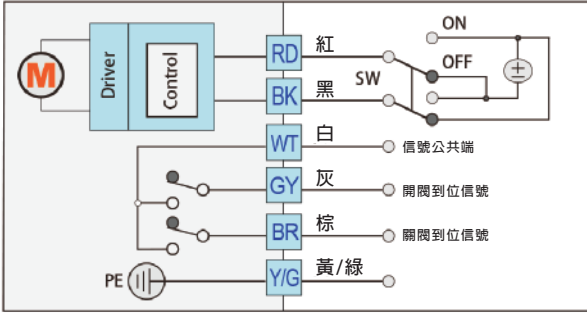 ON
OFF
SW
M
Driver
Control
RD 紅
BK 黑
WT 白 信號公共端
GY 灰 開閥到位信號
BR 棕 關閥到位信號
PE Y/G 黃/綠